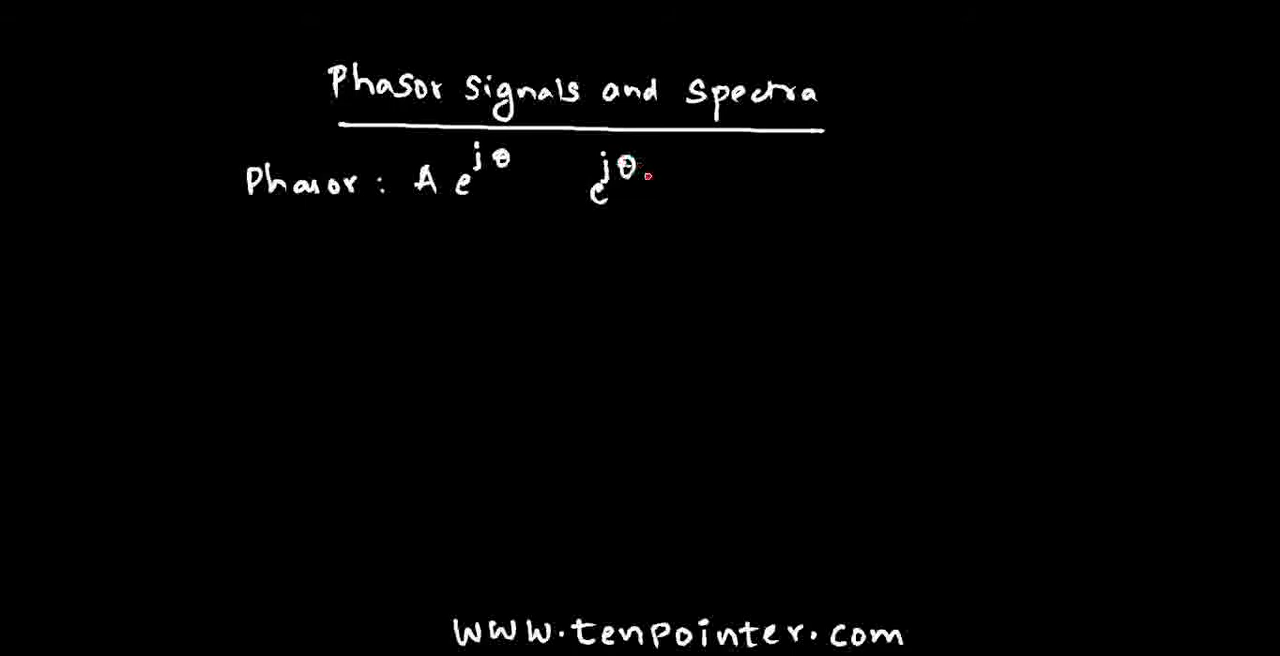 Phasor Signals and Spectra
Phasor : A e^{jθ} e^{jθ}
www.tenpointer.com